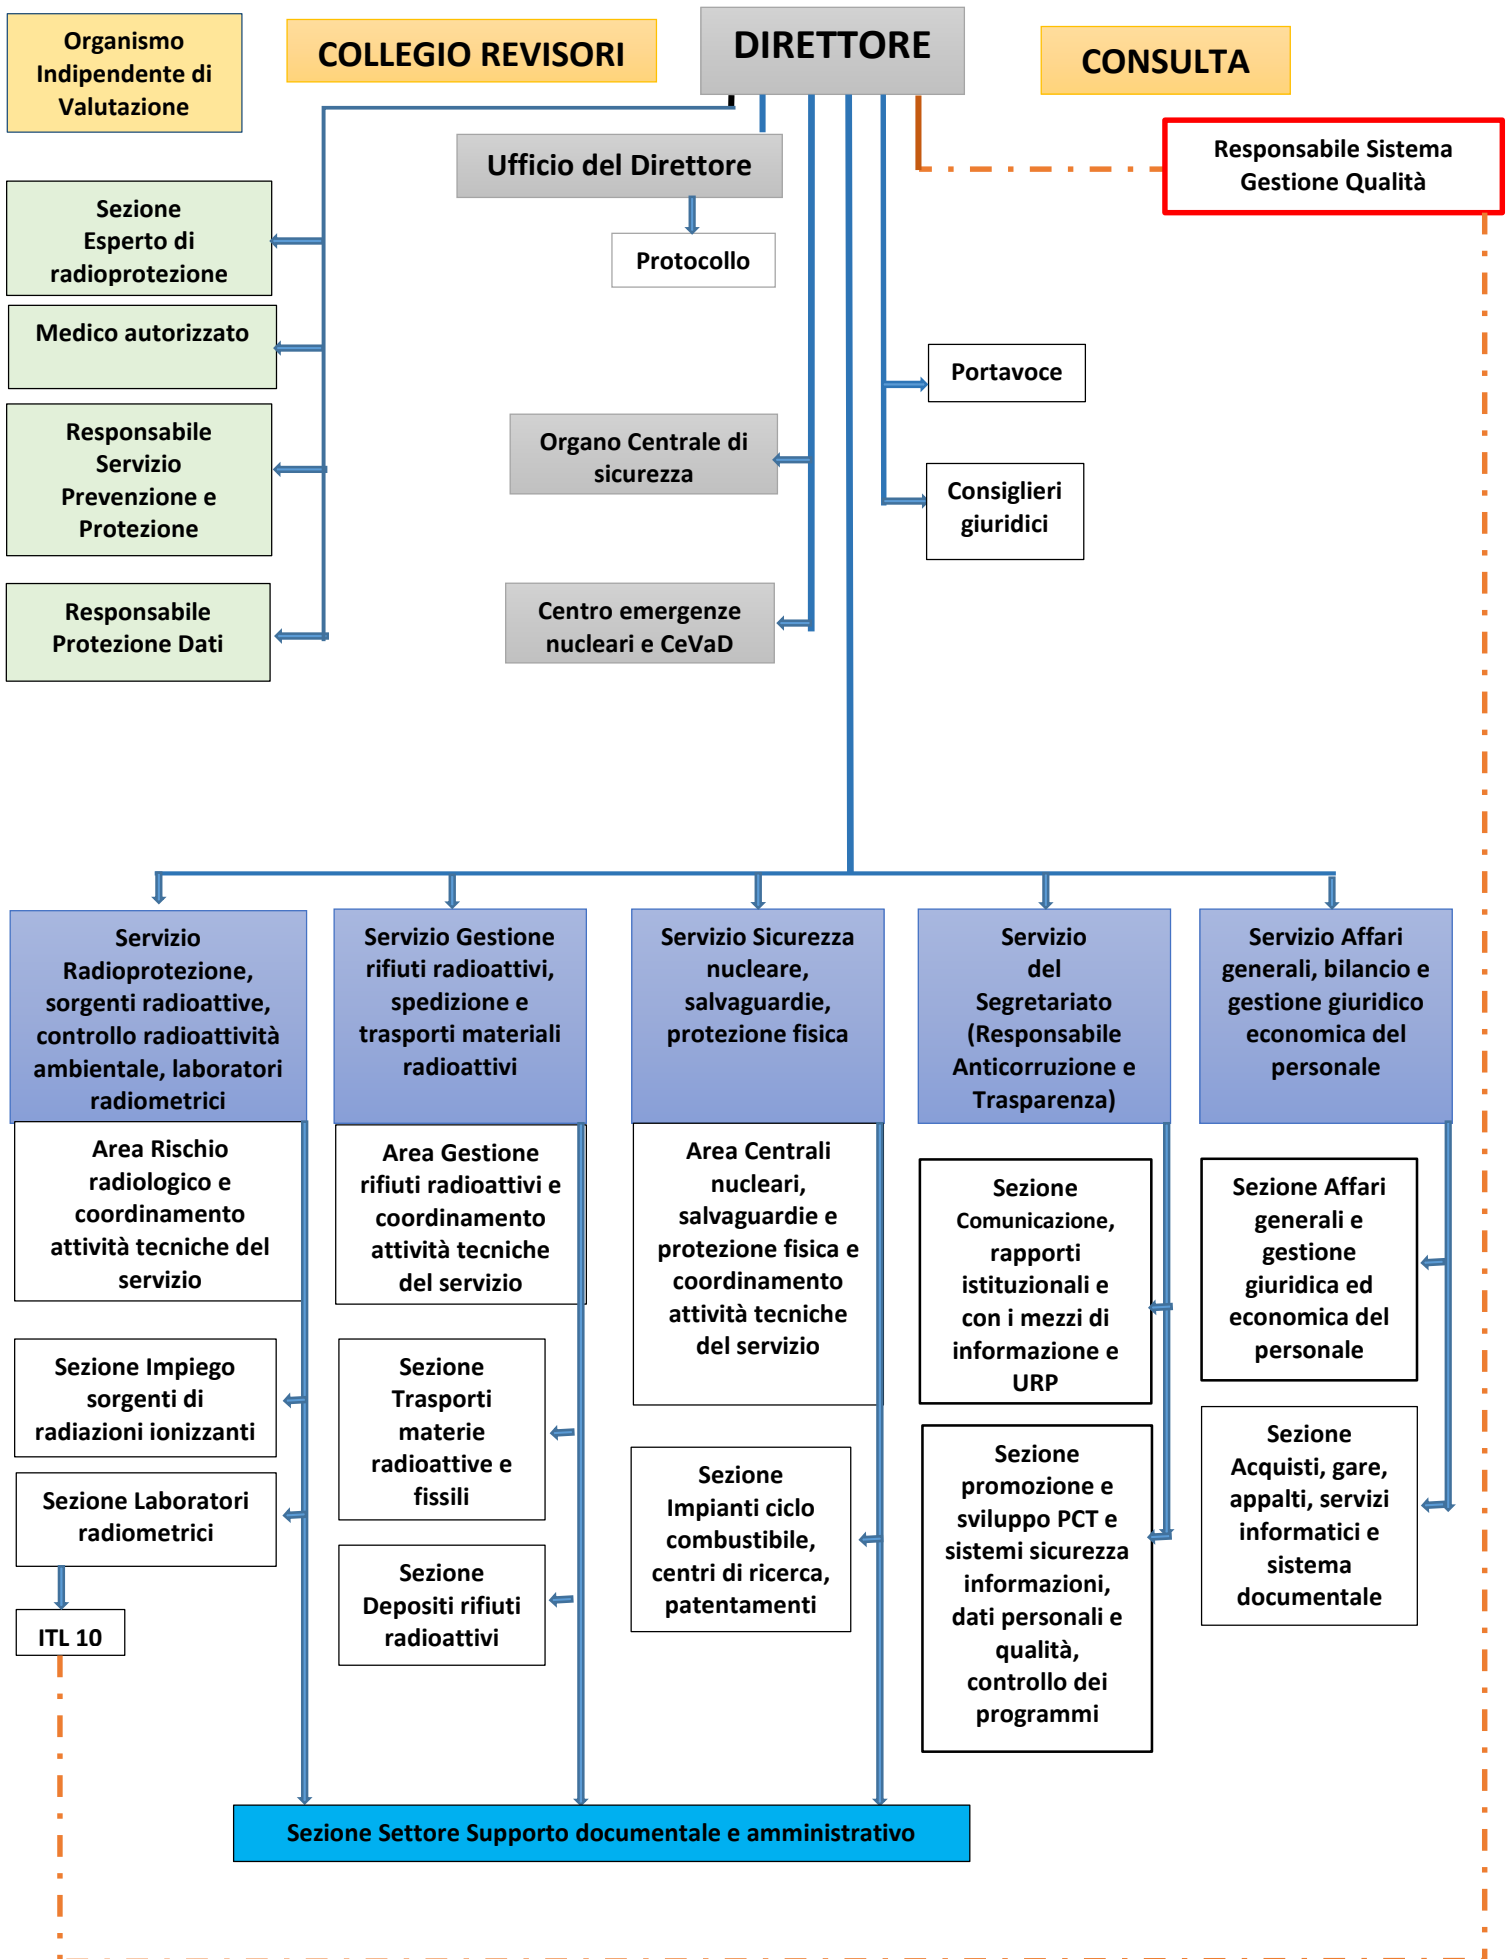 Organismo
Indipendente di
Valutazione
COLLEGIO REVISORI
DIRETTORE
CONSULTA
Ufficio del Direttore
Responsabile Sistema
Gestione Qualità
Protocollo
Sezione
Esperto di
radioprotezione
Medico autorizzato
Responsabile
Servizio
Prevenzione e
Protezione
Responsabile
Protezione Dati
Portavoce
Organo Centrale di
sicurezza
Consiglieri
giuridici
Centro emergenze
nucleari e CeVaD
Servizio
Radioprotezione,
sorgenti radioattive,
controllo radioattività
ambientale, laboratori
radiometrici
Servizio Gestione
rifiuti radioattivi,
spedizione e
trasporti materiali
radioattivi
Servizio Sicurezza
nucleare,
salvaguardie,
protezione fisica
Servizio
del
Segretariato
(Responsabile
Anticorruzione e
Trasparenza)
Servizio Affari
generali, bilancio e
gestione giuridico
economica del
personale
Area Rischio
radiologico e
coordinamento
attività tecniche del
servizio
Area Gestione
rifiuti radioattivi e
coordinamento
attività tecniche
del servizio
Area Centrali
nucleari,
salvaguardie e
protezione fisica e
coordinamento
attività tecniche
del servizio
Sezione
Comunicazione,
rapporti
istituzionali e
con i mezzi di
informazione e
URP
Sezione Affari
generali e
gestione
giuridica ed
economica del
personale
Sezione Impiego
sorgenti di
radiazioni ionizzanti
Sezione
Trasporti
materie
radioattive e
fissili
Sezione
Impianti ciclo
combustibile,
centri di ricerca,
patentamenti
Sezione
promozione e
sviluppo PCT e
sistemi sicurezza
informazioni,
dati personali e
qualità,
controllo dei
programmi
Sezione
Acquisti, gare,
appalti, servizi
informatici e
sistema
documentale
Sezione Laboratori
radiometrici
Sezione
Depositi rifiuti
radioattivi
ITL 10
Sezione Settore Supporto documentale e amministrativo